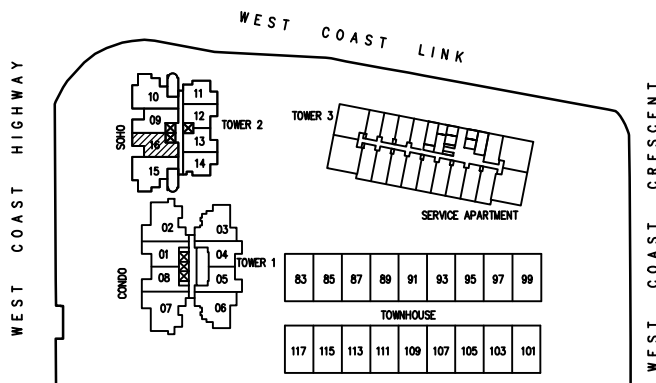 WEST COAST LINK
WEST COAST HIGHWAY
WEST COAST CRESCENT
10
11
09
12
TOWER 2
SOHO
16
13
15
14
TOWER 3
SERVICE APARTMENT
02
03
01
04
TOWER 1
CONDO
08
05
07
06
83 85 87 89 91 93 95 97 99
TOWNHOUSE
117 115 113 111 109 107 105 103 101